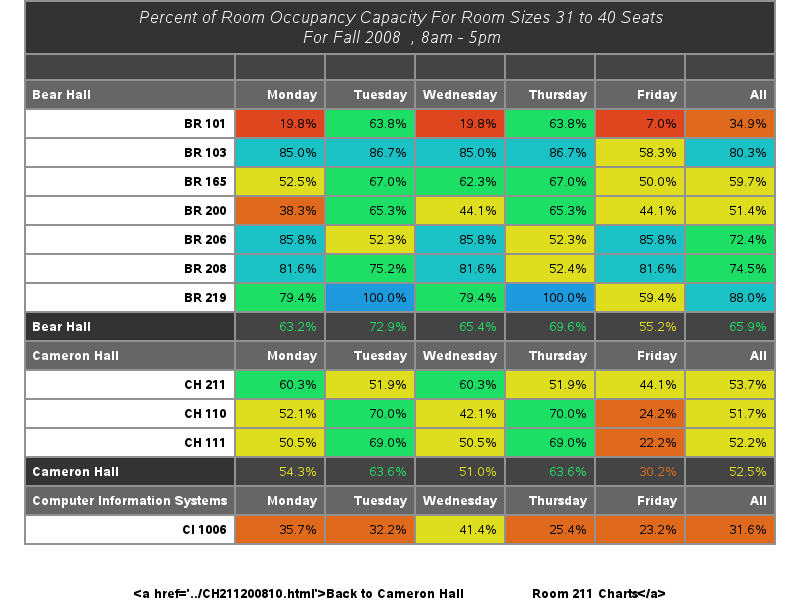 Percent of Room Occupancy Capacity For Room Sizes 31 to 40 Seats
For Fall 2008 , 8am - 5pm
Bear Hall Monday Tuesday Wednesday Thursday Friday All
BR 101 19.8% 63.8% 19.8% 63.8% 7.0% 34.9%
BR 103 85.0% 86.7% 85.0% 86.7% 58.3% 80.3%
BR 165 52.5% 67.0% 62.3% 67.0% 50.0% 59.7%
BR 200 38.3% 65.3% 44.1% 65.3% 44.1% 51.4%
BR 206 85.8% 52.3% 85.8% 52.3% 85.8% 72.4%
BR 208 81.6% 75.2% 81.6% 52.4% 81.6% 74.5%
BR 219 79.4% 100.0% 79.4% 100.0% 59.4% 88.0%
Bear Hall 63.2% 72.9% 65.4% 69.6% 55.2% 65.9%
Cameron Hall Monday Tuesday Wednesday Thursday Friday All
CH 211 60.3% 51.9% 60.3% 51.9% 44.1% 53.7%
CH 110 52.1% 70.0% 42.1% 70.0% 24.2% 51.7%
CH 111 50.5% 69.0% 50.5% 69.0% 22.2% 52.2%
Cameron Hall 54.3% 63.6% 51.0% 63.6% 30.2% 52.5%
Computer Information Systems Monday Tuesday Wednesday Thursday Friday All
CI 1006 35.7% 32.2% 41.4% 25.4% 23.2% 31.6%
<a href='../CH211200810.html'>Back to Cameron Hall Room 211 Charts</a>